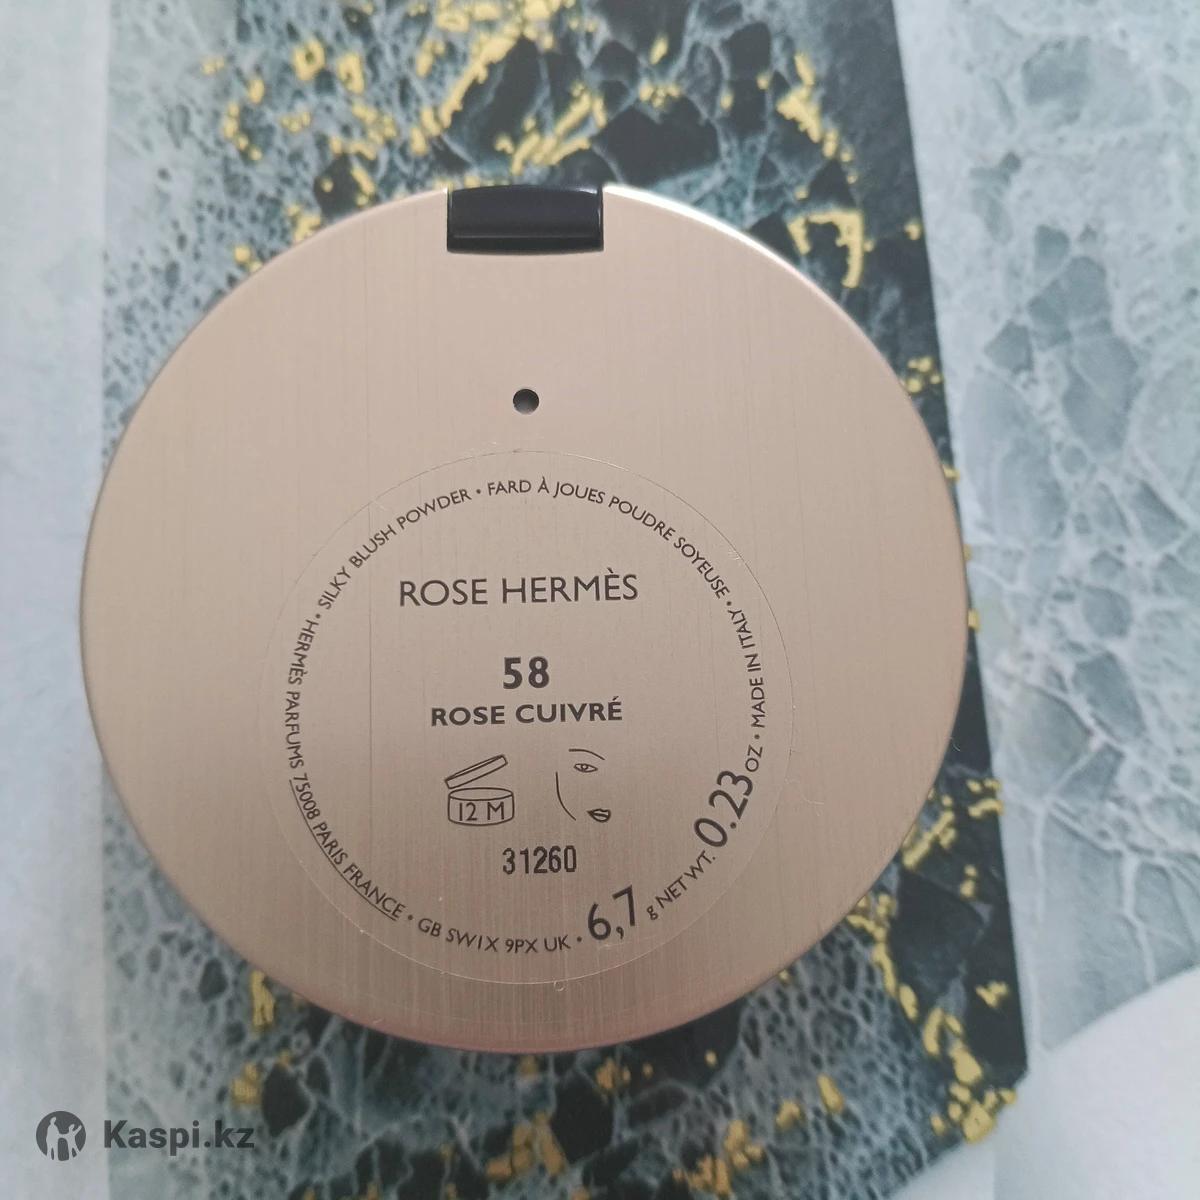 SILKY BLUSH POWDER • FARD À JOUES POUDRE SOYEUSE • MADE IN ITALY • HERMÈS PARFUMS 75008 PARIS FRANCE • GB SW1X 9PX UK • 6,7 g NET WT. 0.23 OZ •
ROSE HERMÈS
58
ROSE CUIVRÉ
12 M
31260
Kaspi.kz